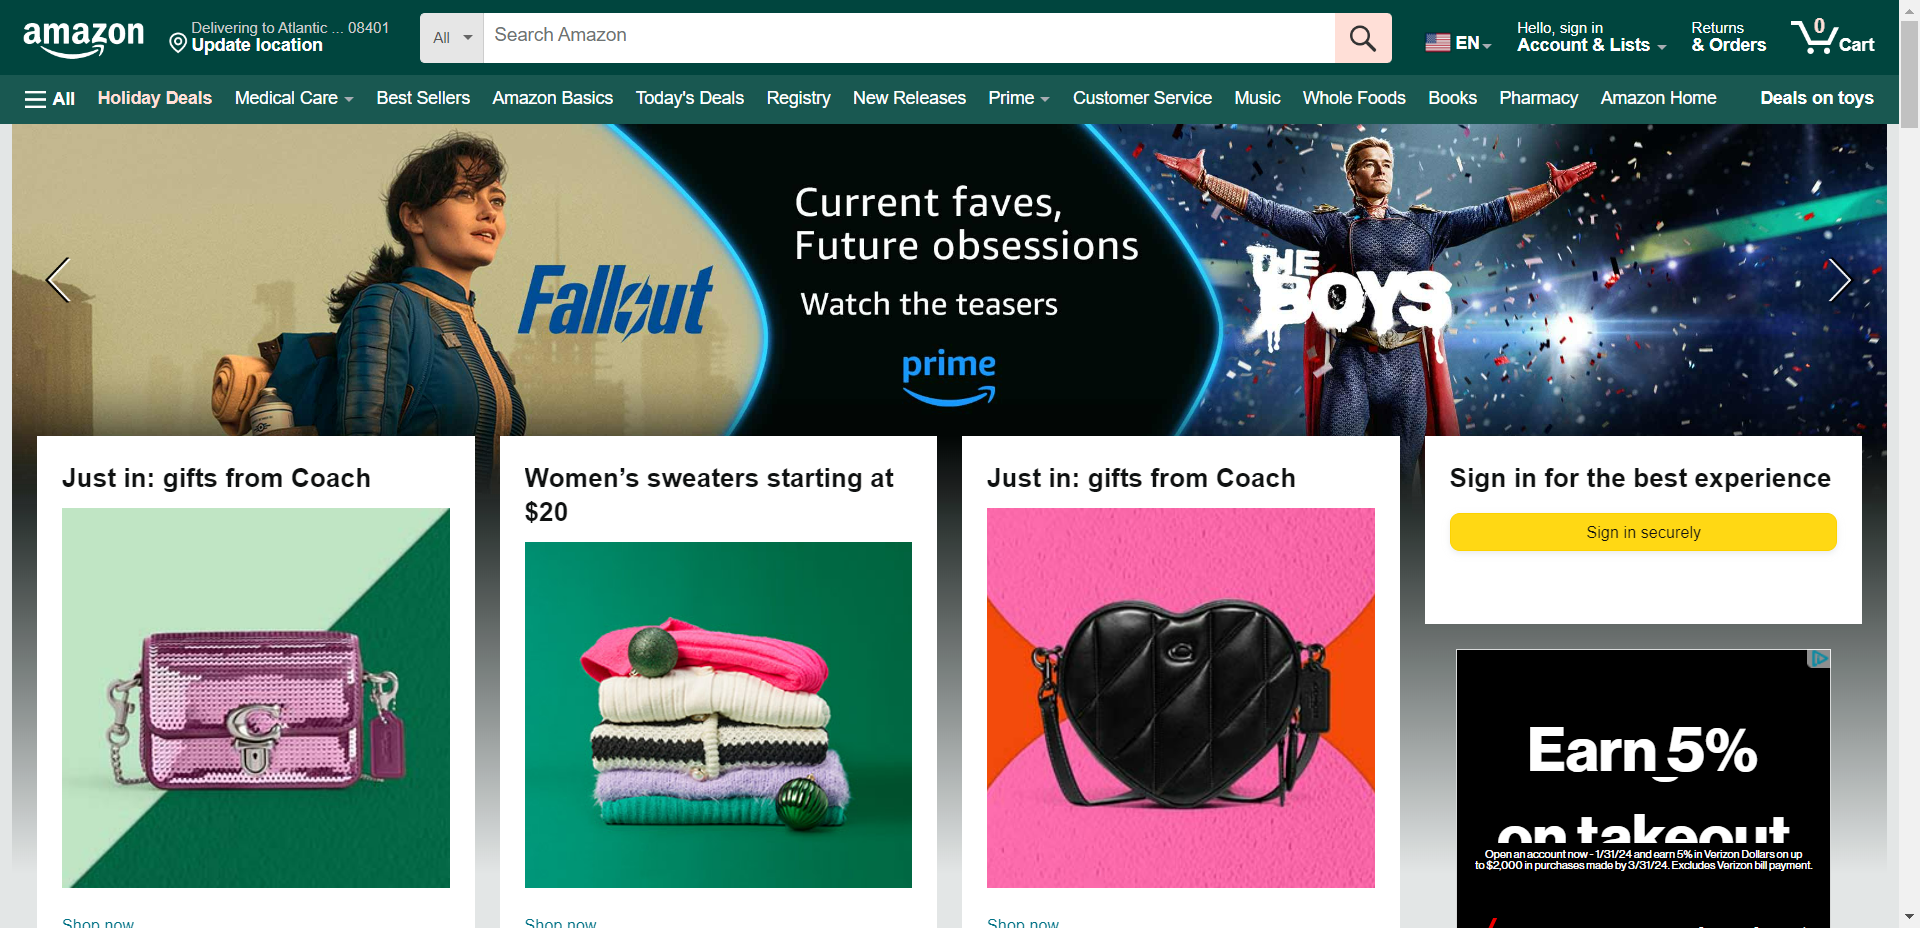 amazon
Delivering to Atlantic ... 08401
Update location
All
Search Amazon
EN
Hello, sign in
Account & Lists
Returns
& Orders
0
Cart
All
Holiday Deals
Medical Care
Best Sellers
Amazon Basics
Today's Deals
Registry
New Releases
Prime
Customer Service
Music
Whole Foods
Books
Pharmacy
Amazon Home
Deals on toys
Fallout
Current faves,
Future obsessions
Watch the teasers
prime
THE
BOYS
Just in: gifts from Coach
Shop now
Women’s sweaters starting at
$20
Shop now
Just in: gifts from Coach
Shop now
Sign in for the best experience
Sign in securely
Earn 5%
on takeout
Open an account now - 1/31/24 and earn 5% in Verizon Dollars on up
to $2,000 in purchases made by 3/31/24. Excludes Verizon bill payment.